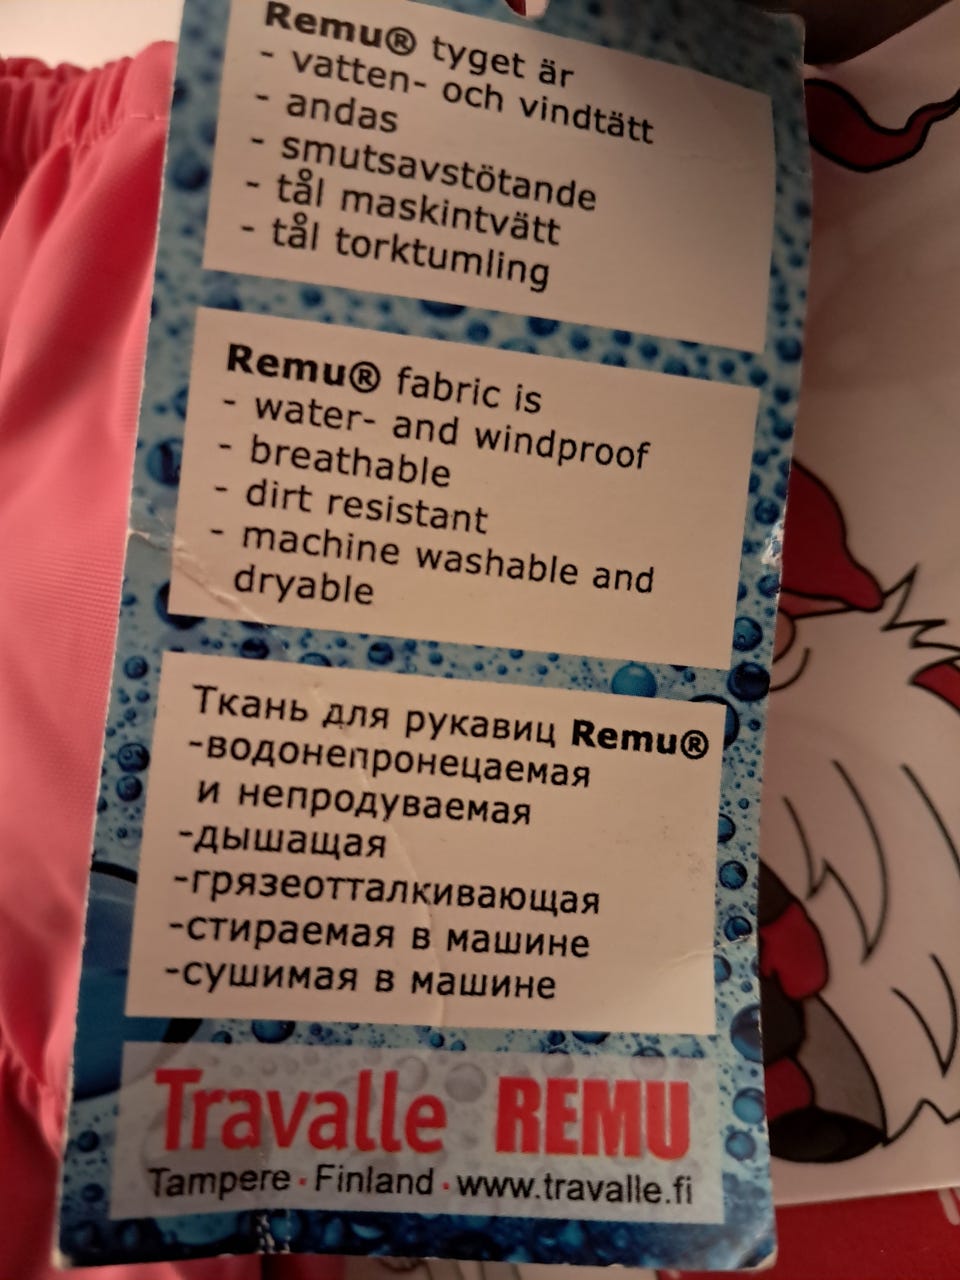 Remu® tyget är
- vatten- och vindtätt
- andas
- smutsavstötande
- tål maskintvätt
- tål torktumling
Remu® fabric is
- water- and windproof
- breathable
- dirt resistant
- machine washable and
dryable
Ткань для рукавиц Remu®
-водонепронецаемая
и непродуваемая
-дышащая
-грязеотталкивающая
-стираемая в машине
-сушимая в машине
Travalle REMU
Tampere · Finland · www.travalle.fi